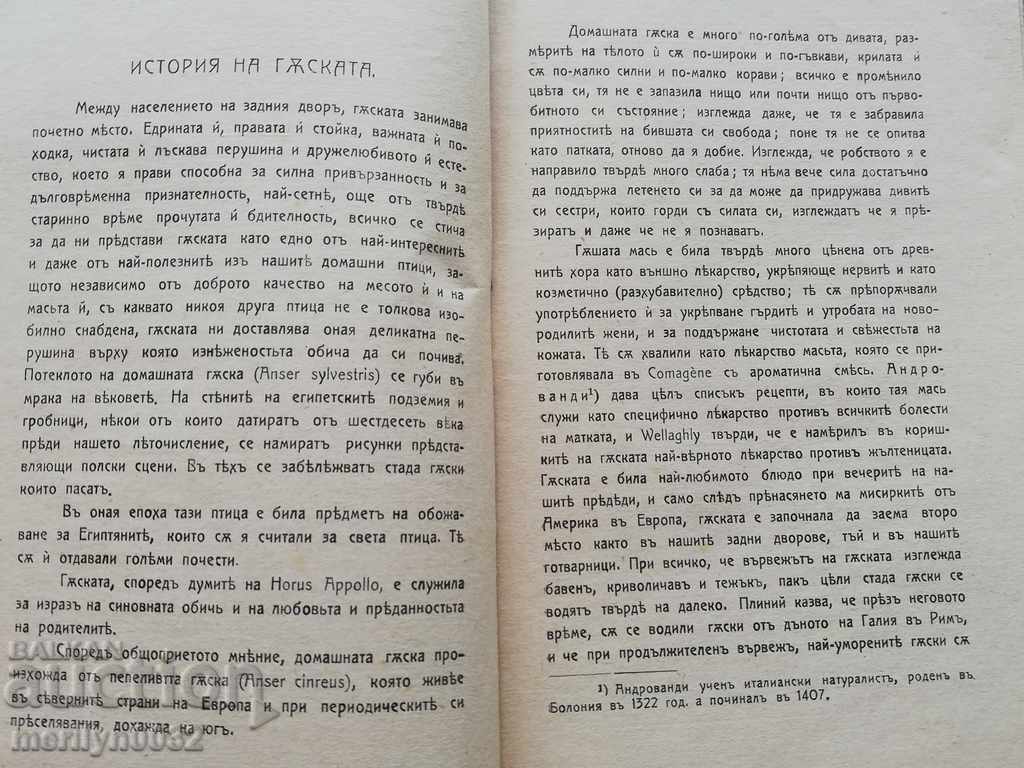 ИСТОРИЯ НА ГѪСКАТА.
Между населението на задния дворъ, гѫската занимава
почетно мѣсто. Едрината ѝ, правата ѝ стойка, важната ѝ по-
ходка, чистата ѝ лъскава перушина и дружелюбивото ѝ есте-
ство, което я прави способна за силна привързанность и за
дълговрѣменна признателность, най-сетнѣ, още отъ твърдѣ
старинно врѣме прочутата ѝ бдителность, всичко се стича
за да ни прѣдстави гѫската като едно отъ най-интереснитѣ
и даже отъ най-полезнитѣ изъ нашитѣ домашни птици, за-
щото независимо отъ доброто качество на месото ѝ и на
масьта ѝ, съ каквато никоя друга птица не е толкова изо-
билно снабдена, гѫската ни доставлява оная деликатна пе-
рушина върху която изнѣженостьта обича да си почива.
Потеклото на домашната гѫска (Anser sylvestris) се губи въ
мрака на вѣковетѣ. На стѣнитѣ на египетскитѣ подземия и
гробници, нѣкои отъ които датиратъ отъ шестдесеть вѣка
прѣди нашето лѣточисление, се намиратъ рисунки прѣдста-
вляющи полски сцени. Въ тѣхъ се забѣлѣжватъ стада гѫски
които пасатъ.
Въ оная епоха тази птица е била прѣдметъ на обожа-
ване за Египтянитѣ, които сѫ я считали за света птица. Тѣ
сѫ ѝ отдавали голѣми почести.
Гѫската, споредъ думитѣ на Horus Appollo, е служила
за изразъ на синовната обичь и на любовьта и прѣданностьта
на родителитѣ.
Споредъ общоприетото мнѣние, домашната гѫска про-
изхожда отъ пепеливта гѫска (Anser cinreus), която живѣе
въ сѣвернитѣ страни на Европа и при периодическитѣ си
прѣселявания, дохажда на югъ.
Домашната гѫска е много по-голѣма отъ дивата, раз-
мѣритѣ на тѣлото ѝ сѫ по-широки и по-гъвкави, крилата ѝ
сѫ по-малко силни и по-малко корави; всичко е промѣнило
цвѣта си, тя не е запазила нищо или почти нищо отъ първо-
битното си състояние; изглежда даже, че тя е забравила
приятноститѣ на бившата си свобода; поне тя не се опитва
като патката, отново да я добие. Изглежда, че робството я е
направило твърдѣ много слаба; тя нѣма вече сила достатъчно
да поддържа летенето си за да може да придружава дивитѣ
си сестри, които горди съ силата си, изглеждатъ че я прѣ-
зиратъ и даже че не я познаватъ.
Гѫшата мась е била твърдѣ много цѣнена отъ древ-
нитѣ хора като външно лѣкарство, укрѣпяюще нервитѣ и като
козметично (разхубавително) срѣдство; тѣ сѫ прѣпорѫчвали
употрѣблението ѝ за укрѣпване гърдитѣ и утробата на ново-
родилитѣ жени, и за поддържане чистотата и свѣжестьта на
кожата. Тѣ сѫ хвалили като лѣкарство масьта, която се при-
готовлявала въ Comagène съ ароматична смѣсь. Андро-
ванди¹) дава цѣлъ списъкъ рецепти, въ които тая мась
служи като специфично лѣкарство противъ всичкитѣ болести
на матката, и Wellaghly твърди, че е намѣрилъ въ кориш-
китѣ на гѫската най-вѣрното лѣкарство противъ жълтеницата.
Гѫската е била най-любимото блюдо при вечеритѣ на на-
шитѣ прѣдѣди, и само слѣдъ прѣнасянето на мисиркитѣ отъ
Америка въ Европа, гѫската е започнала да заема второ
мѣсто както въ нашитѣ задни дворове, тъй и въ нашитѣ
готварници. При всичко, че вървежътъ на гѫската изглежда
бавенъ, криволичавъ и тежъкъ, пакъ цѣли стада гѫски се
водятъ твърдѣ на далеко. Плиний казва, че прѣзъ неговото
врѣме, сѫ се водили гѫски отъ дъното на Галия въ Римъ,
и че при продължителенъ вървежъ, най-уморенитѣ гѫски сѫ
¹) Андрованди ученъ италиански натуралистъ, роденъ въ
Болония въ 1322 год. а починалъ въ 1407.
BALKAN
auction
merilyn0032